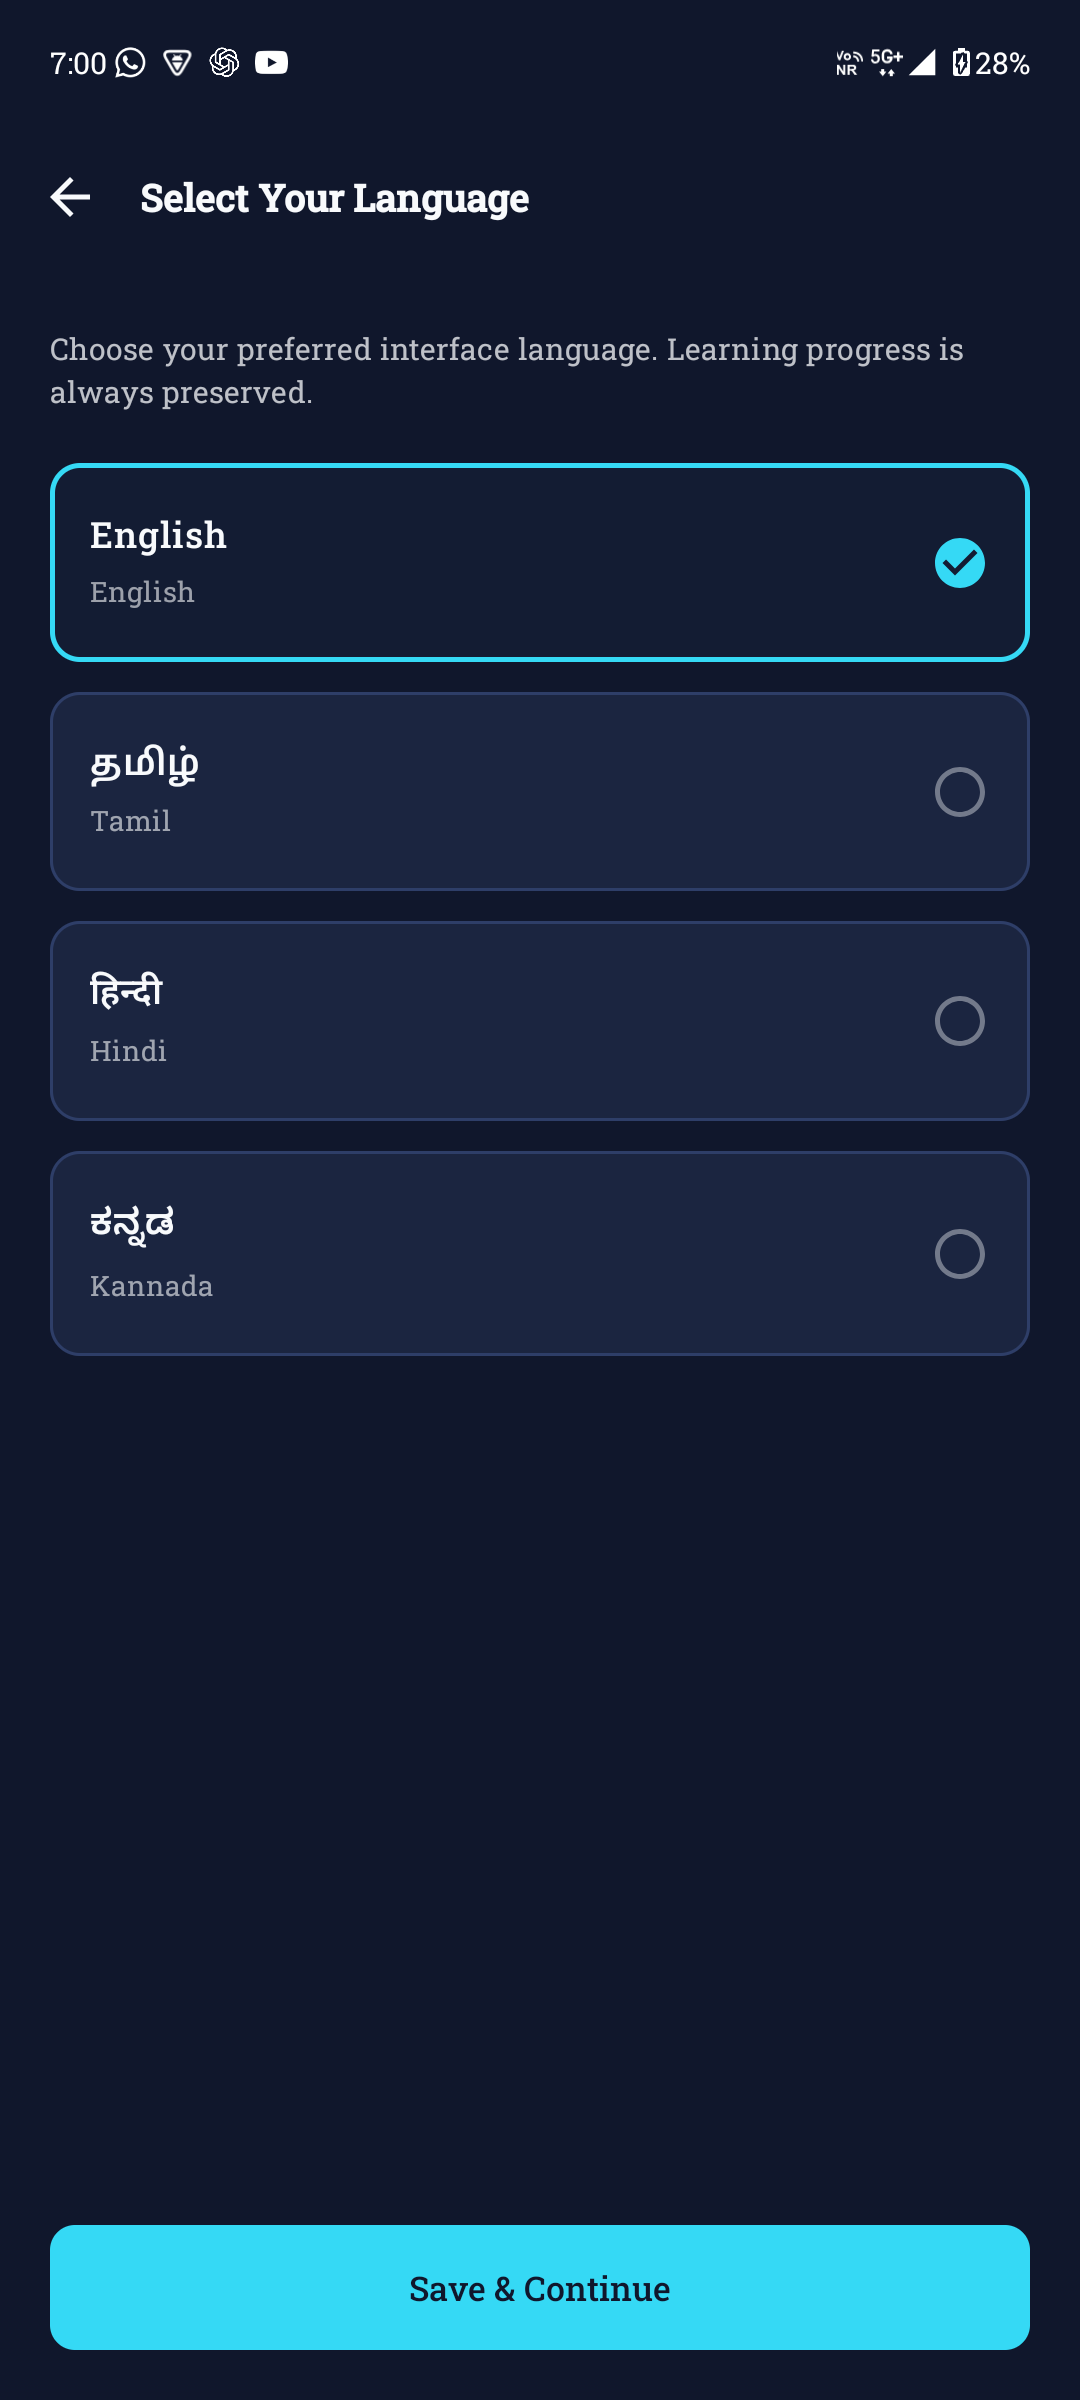 7:00
VoNR 5G+ 28%
Select Your Language
Choose your preferred interface language. Learning progress is
always preserved.
English
English
தமிழ்
Tamil
हिन्दी
Hindi
ಕನ್ನಡ
Kannada
Save & Continue